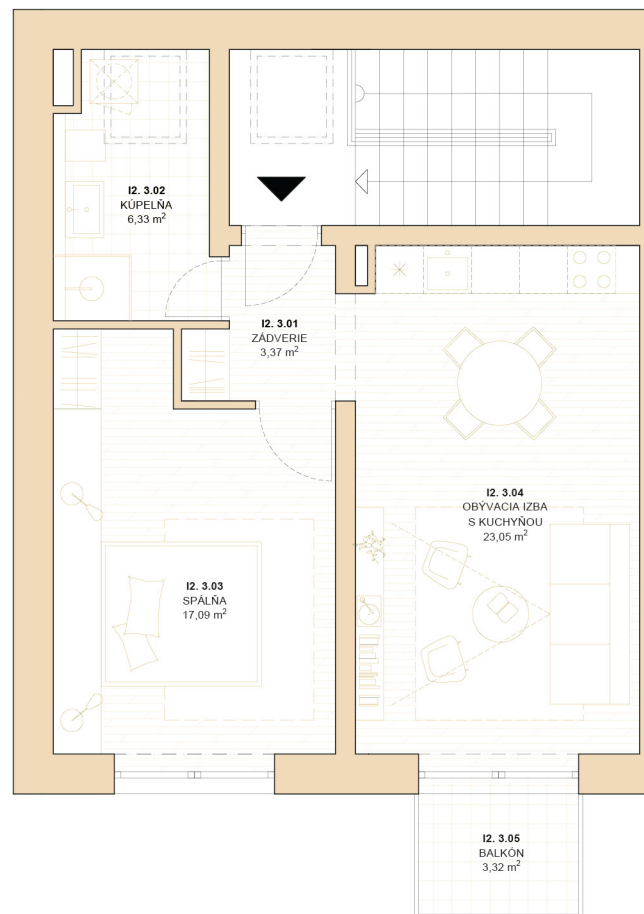 I2. 3.02
KÚPELŇA
6,33 m²
I2. 3.01
ZÁDVERIE
3,37 m²
I2. 3.04
OBÝVACIA IZBA
S KUCHYŇOU
23,05 m²
I2. 3.03
SPÁLŇA
17,09 m²
I2. 3.05
BALKÓN
3,32 m²